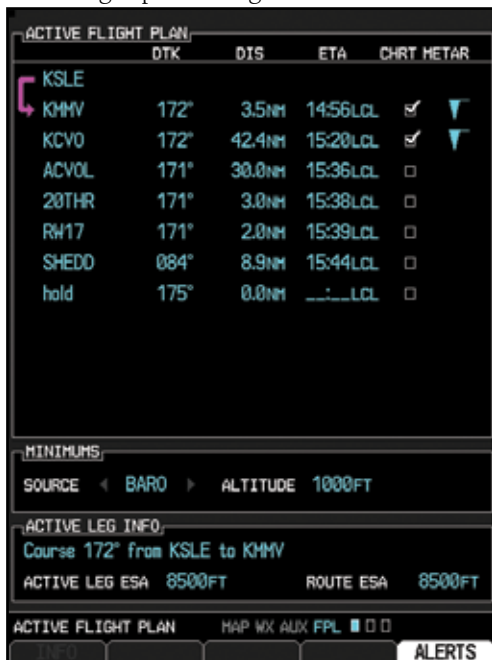 ACTIVE FLIGHT PLAN
DTK DIS ETA CHRT METAR
KSLE
KMMV 172° 3.5NM 14:56LCL
KCVO 172° 42.4NM 15:20LCL
ACVOL 171° 30.0NM 15:36LCL
20THR 171° 3.0NM 15:38LCL
RW17 171° 2.0NM 15:39LCL
SHEDD 084° 8.9NM 15:44LCL
hold 175° 0.0NM __:__LCL
MINIMUMS
SOURCE BARO ALTITUDE 1000FT
ACTIVE LEG INFO
Course 172° from KSLE to KMMV
ACTIVE LEG ESA 8500FT ROUTE ESA 8500FT
ACTIVE FLIGHT PLAN MAP WX AUX FPL
INFO ALERTS